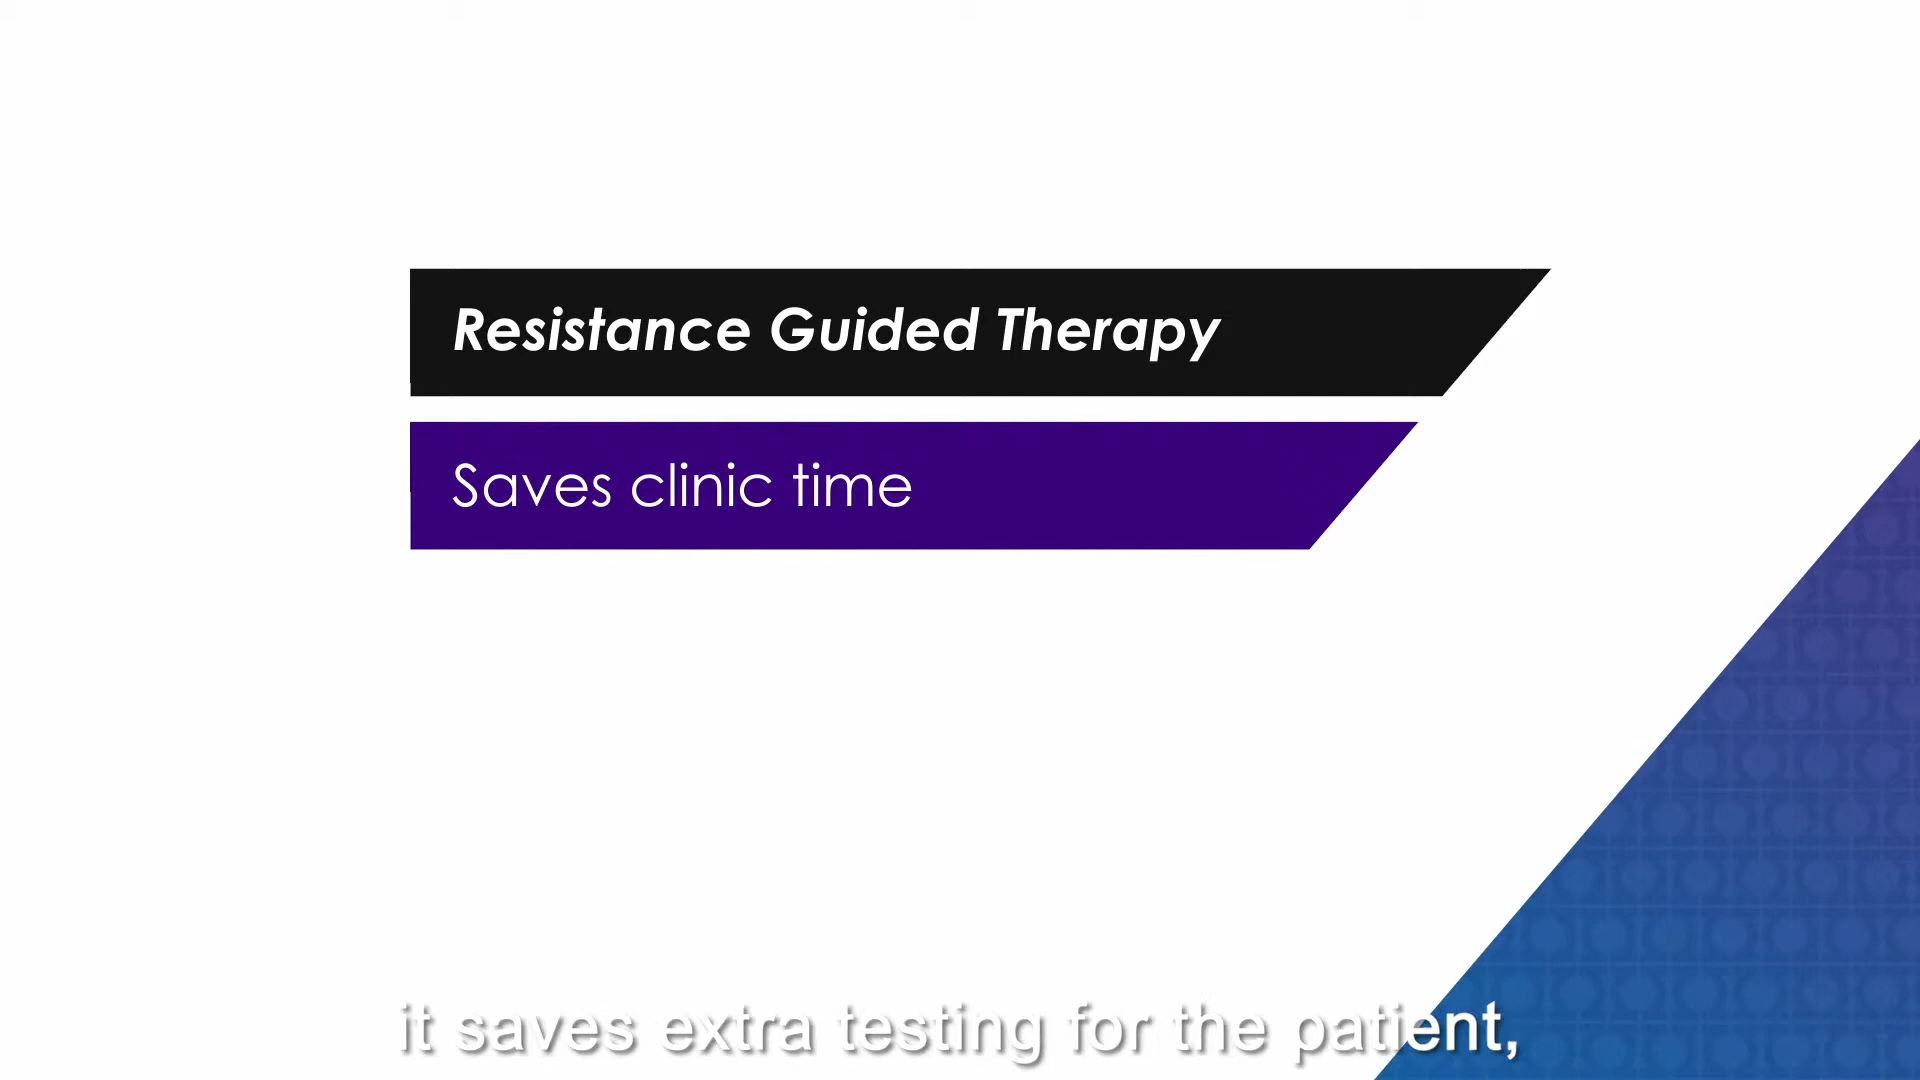 Resistance Guided Therapy
Saves clinic time
it saves extra testing for the patient,